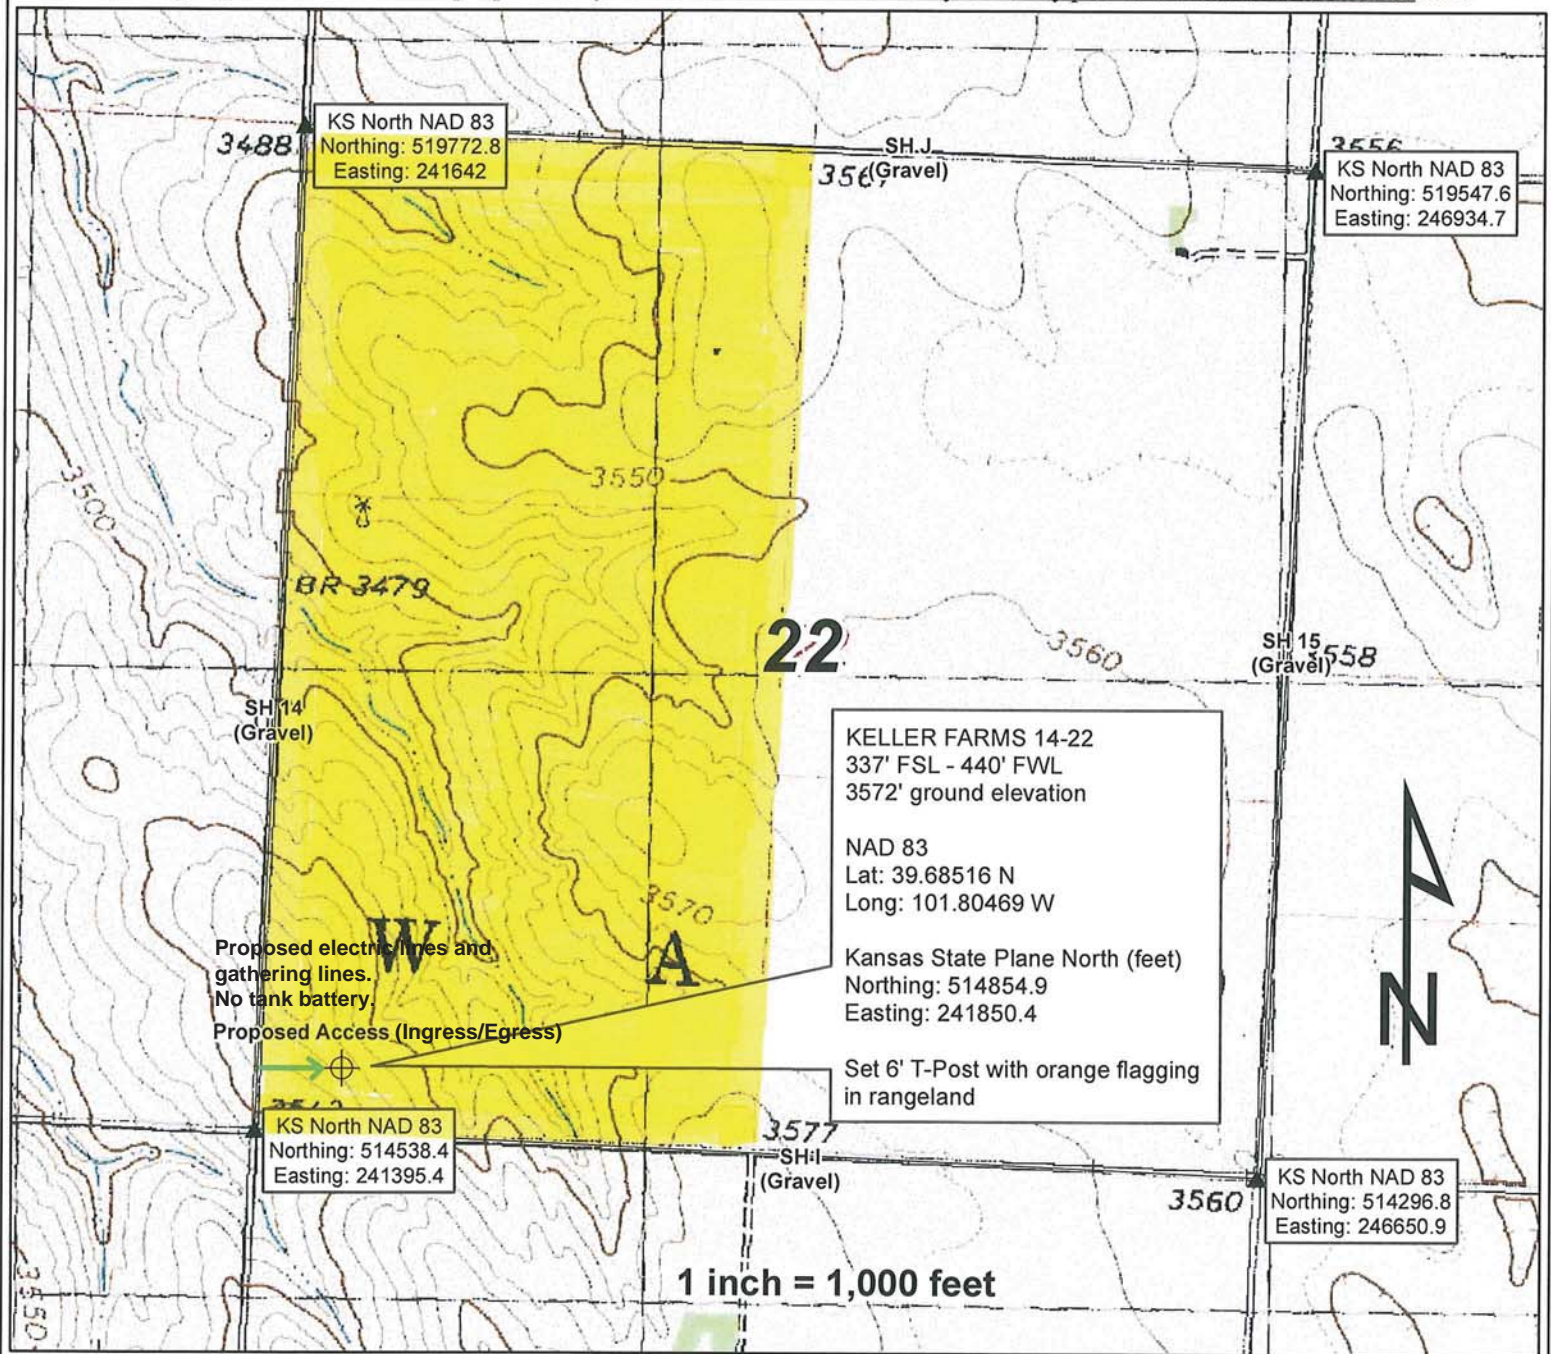 KS North NAD 83
Northing: 519772.8
Easting: 241642
3488
SH J
(Gravel)
3556
KS North NAD 83
Northing: 519547.6
Easting: 246934.7
3500
3550
BR 3479
22
3560
SH 15
(Gravel)
3558
SH 14
(Gravel)
KELLER FARMS 14-22
337' FSL - 440' FWL
3572' ground elevation
NAD 83
Lat: 39.68516 N
Long: 101.80469 W
Kansas State Plane North (feet)
Northing: 514854.9
Easting: 241850.4
Set 6' T-Post with orange flagging
in rangeland
3570
W A
Proposed electric lines and
gathering lines.
No tank battery.
Proposed Access (Ingress/Egress)
N
KS North NAD 83
Northing: 514538.4
Easting: 241395.4
3577
SH I
(Gravel)
3560
KS North NAD 83
Northing: 514296.8
Easting: 246650.9
3550
1 inch = 1,000 feet